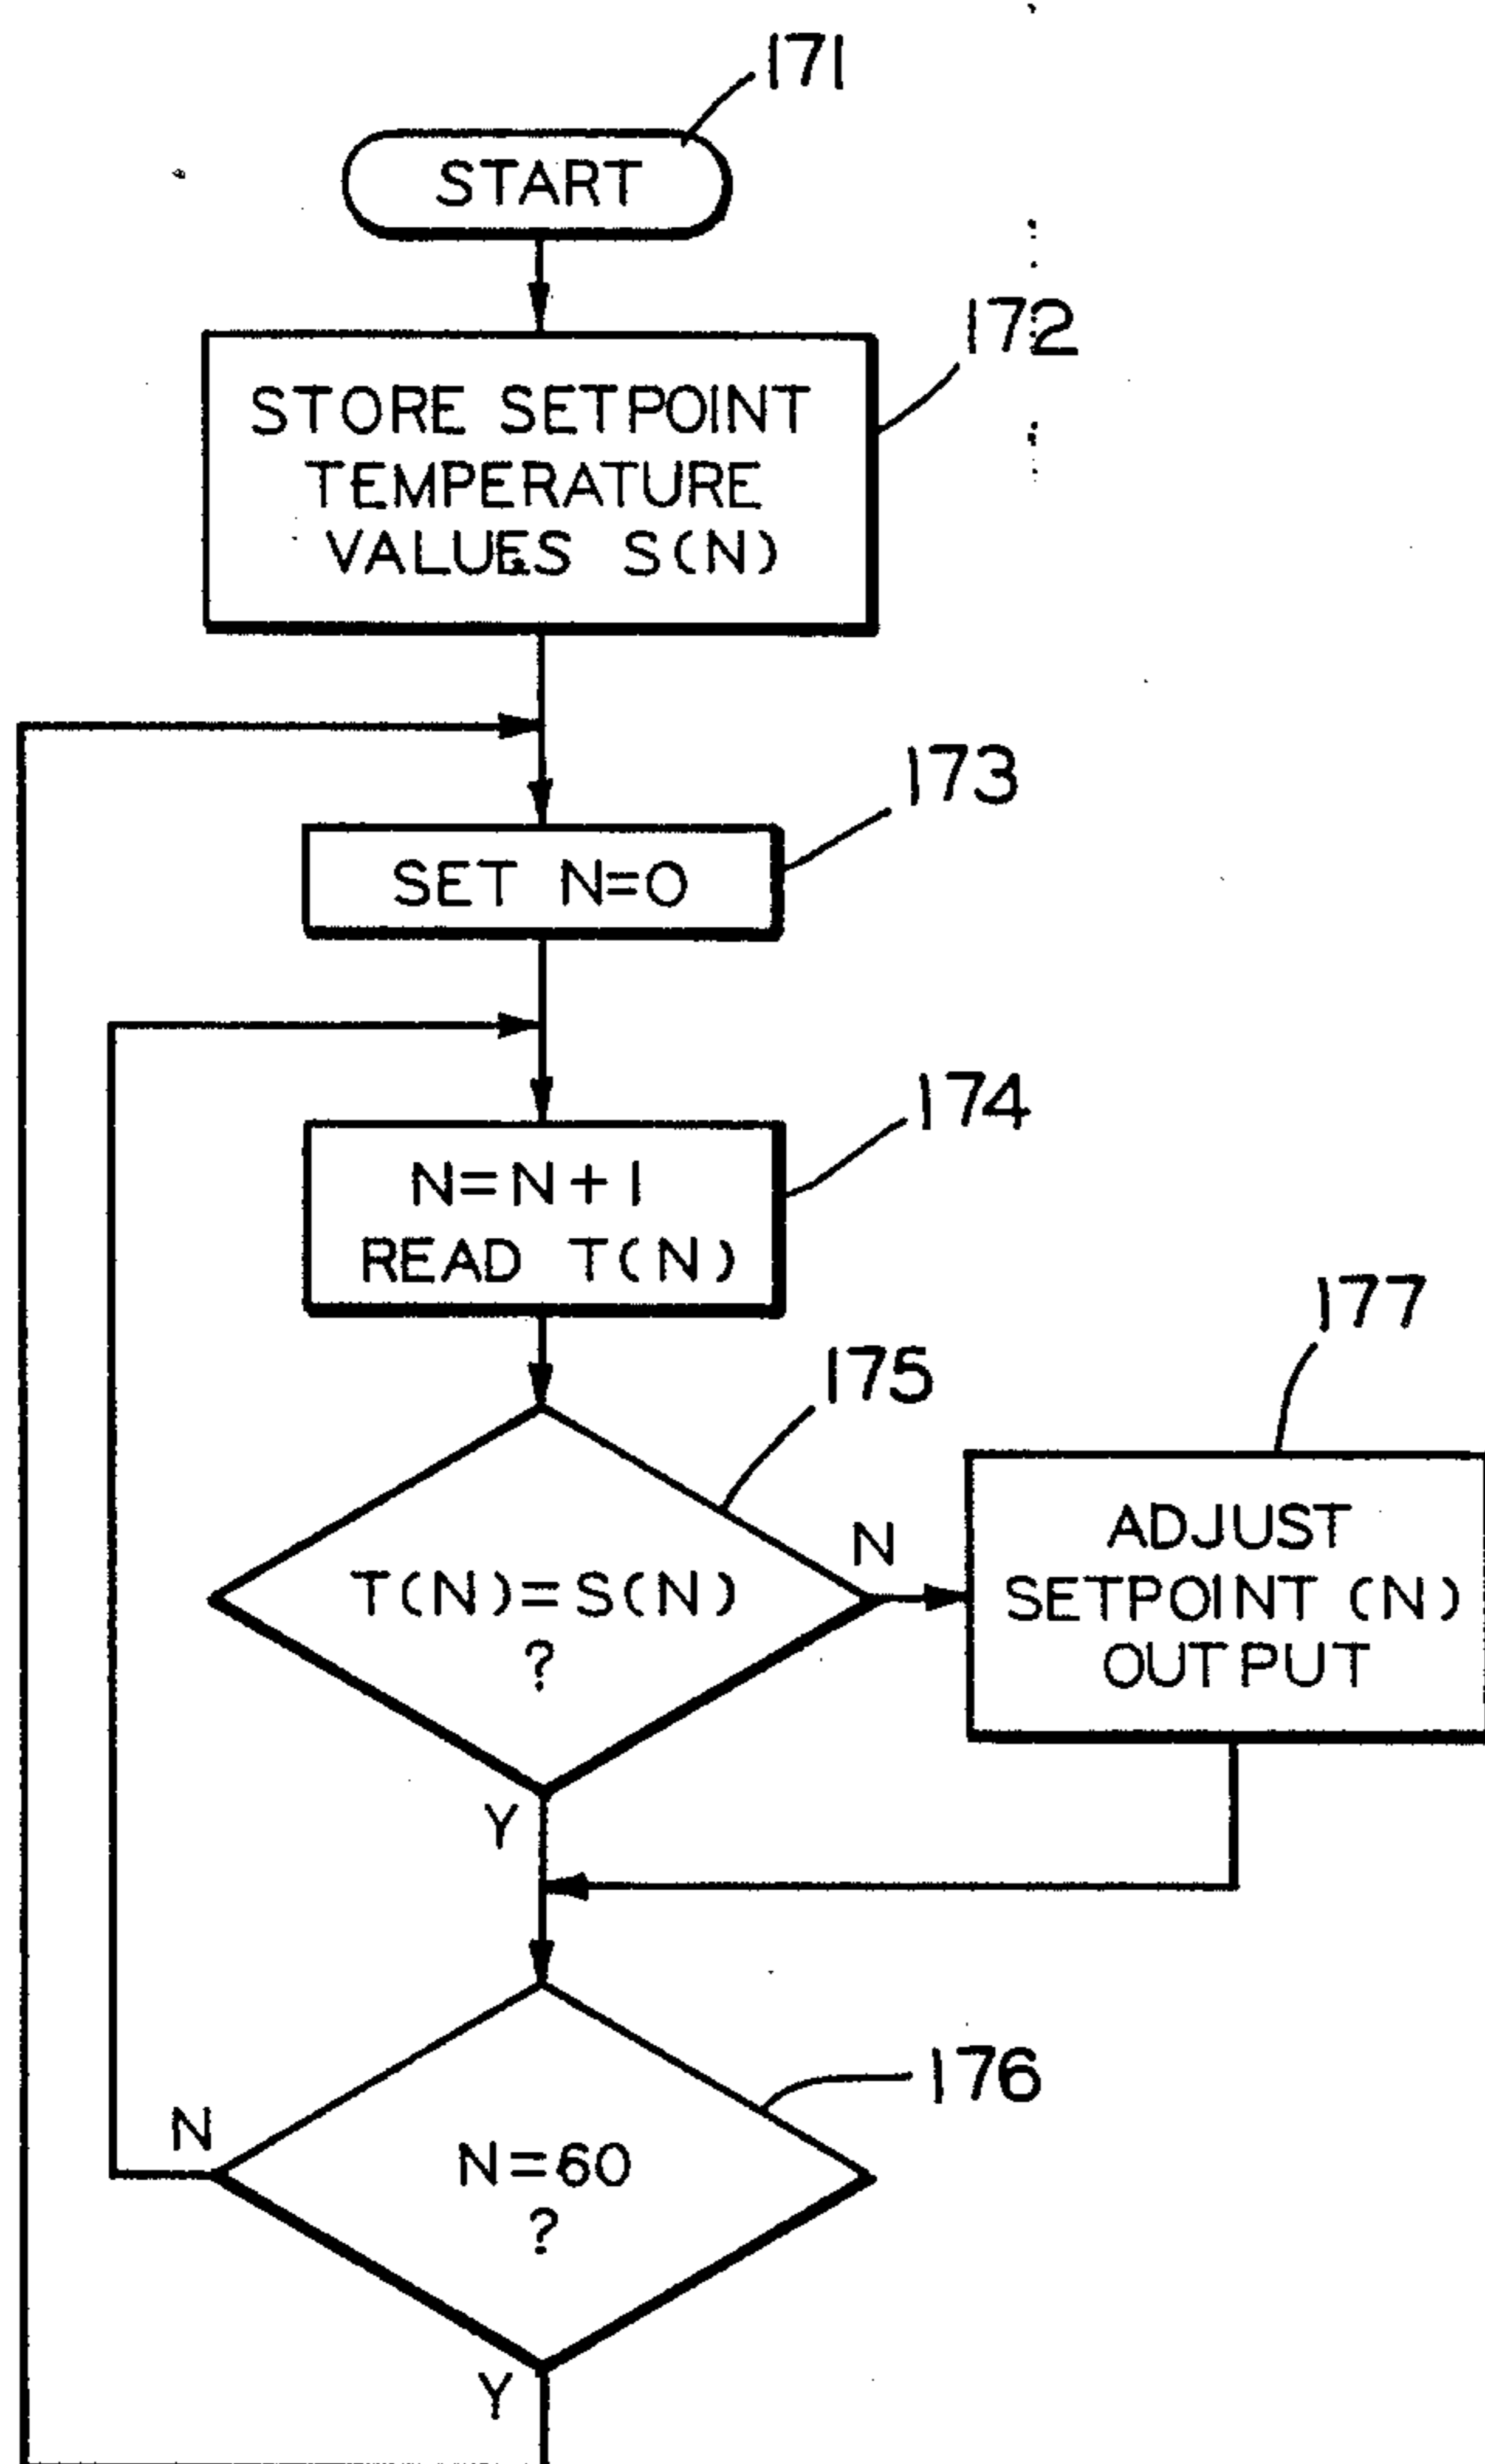 171
START
172
STORE SETPOINT
TEMPERATURE
VALUES S(N)
173
SET N=0
174
N=N+1
READ T(N)
175
177
T(N)=S(N)
?
N
ADJUST
SETPOINT (N)
OUTPUT
Y
176
N
N=60
?
Y